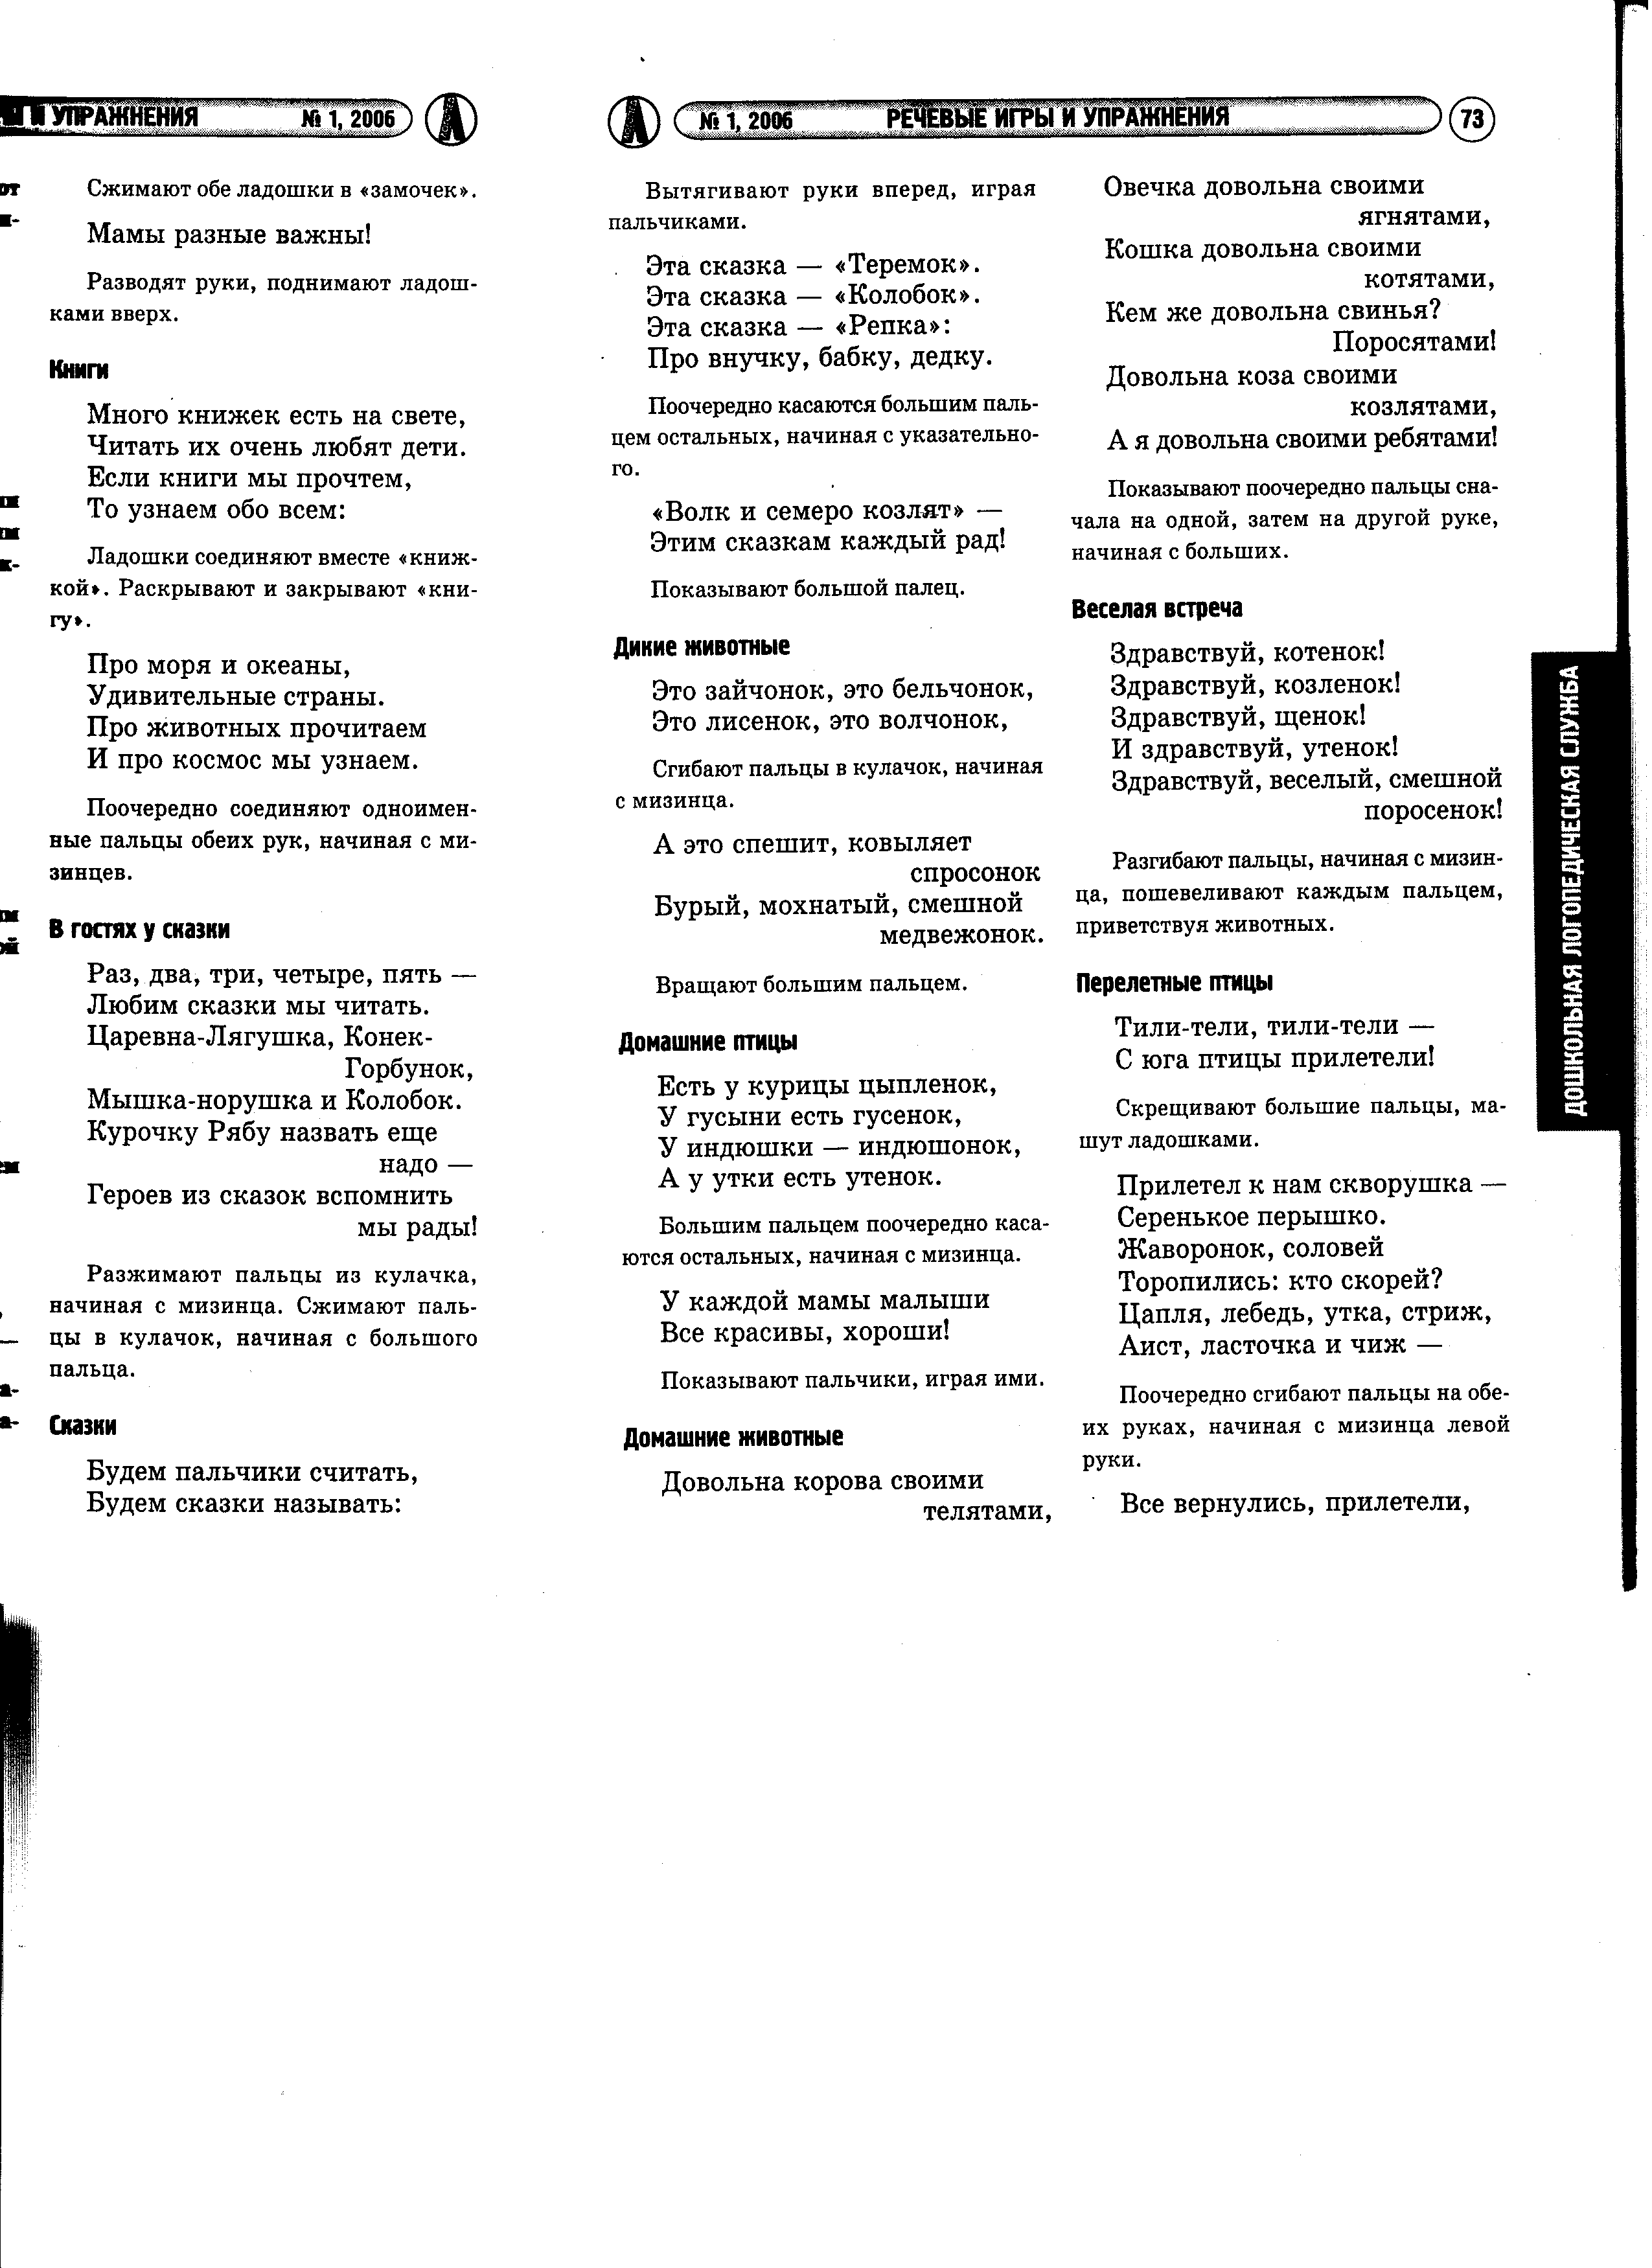 И УПРАЖНЕНИЯ № 1, 2006
Сжимают обе ладошки в «замочек».
Мамы разные важны!
Разводят руки, поднимают ладош-
ками вверх.
Книги
Много книжек есть на свете,
Читать их очень любят дети.
Если книги мы прочтем,
То узнаем обо всем:
Ладошки соединяют вместе «книж-
кой». Раскрывают и закрывают «кни-
гу».
Про моря и океаны,
Удивительные страны.
Про животных прочитаем
И про космос мы узнаем.
Поочередно соединяют одноимен-
ные пальцы обеих рук, начиная с ми-
зинцев.
В гостях у сказки
Раз, два, три, четыре, пять —
Любим сказки мы читать.
Царевна-Лягушка, Конек-
Горбунок,
Мышка-норушка и Колобок.
Курочку Рябу назвать еще
надо —
Героев из сказок вспомнить
мы рады!
Разжимают пальцы из кулачка,
начиная с мизинца. Сжимают паль-
цы в кулачок, начиная с большого
пальца.
Сказки
Будем пальчики считать,
Будем сказки называть:
№ 1, 2006 РЕЧЕВЫЕ ИГРЫ И УПРАЖНЕНИЯ 73
Вытягивают руки вперед, играя
пальчиками.
Эта сказка — «Теремок».
Эта сказка — «Колобок».
Эта сказка — «Репка»:
Про внучку, бабку, дедку.
Поочередно касаются большим паль-
цем остальных, начиная с указательно-
го.
«Волк и семеро козлят» —
Этим сказкам каждый рад!
Показывают большой палец.
Дикие животные
Это зайчонок, это бельчонок,
Это лисенок, это волчонок,
Сгибают пальцы в кулачок, начиная
с мизинца.
А это спешит, ковыляет
спросонок
Бурый, мохнатый, смешной
медвежонок.
Вращают большим пальцем.
Домашние птицы
Есть у курицы цыпленок,
У гусыни есть гусенок,
У индюшки — индюшонок,
А у утки есть утенок.
Большим пальцем поочередно каса-
ются остальных, начиная с мизинца.
У каждой мамы малыши
Все красивы, хороши!
Показывают пальчики, играя ими.
Домашние животные
Довольна корова своими
телятами,
Овечка довольна своими
ягнятами,
Кошка довольна своими
котятами,
Кем же довольна свинья?
Поросятами!
Довольна коза своими
козлятами,
А я довольна своими ребятами!
Показывают поочередно пальцы сна-
чала на одной, затем на другой руке,
начиная с больших.
Веселая встреча
Здравствуй, котенок!
Здравствуй, козленок!
Здравствуй, щенок!
И здравствуй, утенок!
Здравствуй, веселый, смешной
поросенок!
Разгибают пальцы, начиная с мизин-
ца, пошевеливают каждым пальцем,
приветствуя животных.
Перелетные птицы
Тили-тели, тили-тели —
С юга птицы прилетели!
Скрещивают большие пальцы, ма-
шут ладошками.
Прилетел к нам скворушка —
Серенькое перышко.
Жаворонок, соловей
Торопились: кто скорей?
Цапля, лебедь, утка, стриж,
Аист, ласточка и чиж —
Поочередно сгибают пальцы на обе-
их руках, начиная с мизинца левой
руки.
Все вернулись, прилетели,
ДОШКОЛЬНАЯ ЛОГОПЕДИЧЕСКАЯ СЛУЖБА